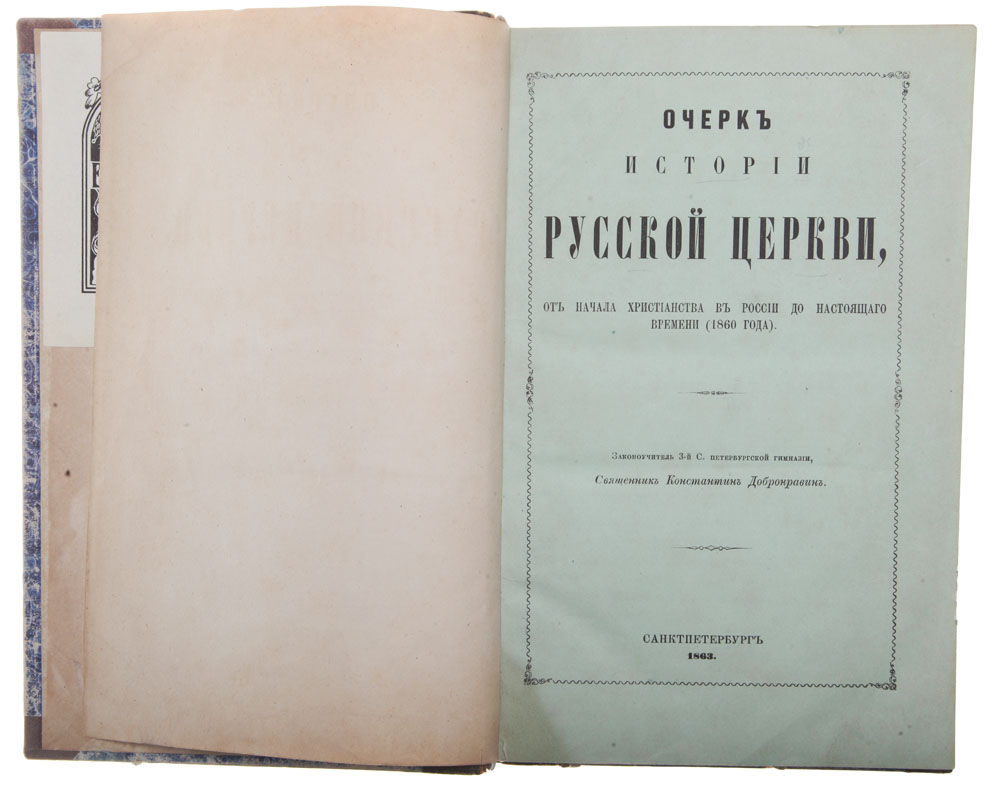 ОЧЕРКЪ
ИСТОРІИ
РУССКОЙ ЦЕРКВИ,
ОТЪ НАЧАЛА ХРИСТІАНСТВА ВЪ РОССІИ ДО НАСТОЯЩАГО
ВРЕМЕНИ (1860 ГОДА).
Законоучитель 3-й С. Петербургской гимназіи,
Священникъ Константинъ Добронравинъ.
САНКТПЕТЕРБУРГЪ
1863.